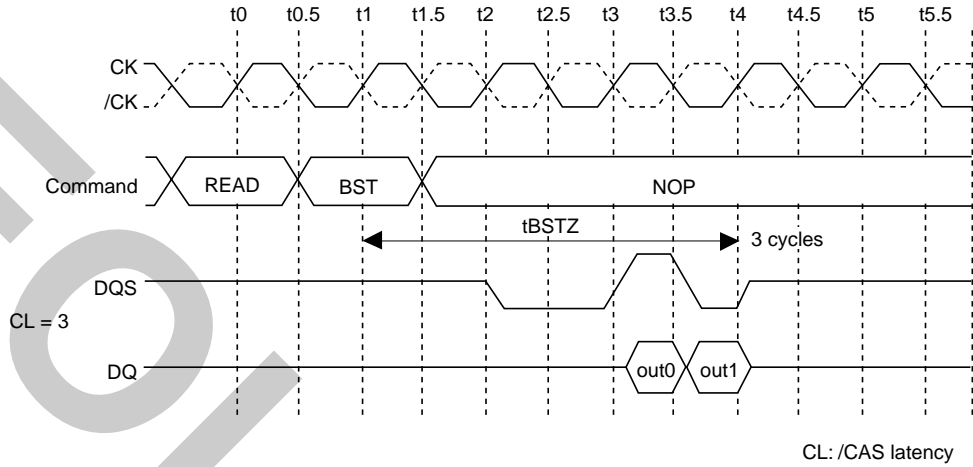 t0 t0.5 t1 t1.5 t2 t2.5 t3 t3.5 t4 t4.5 t5 t5.5
CK
/CK
Command READ BST NOP
tBSTZ 3 cycles
DQS
CL = 3
DQ out0 out1
CL: /CAS latency